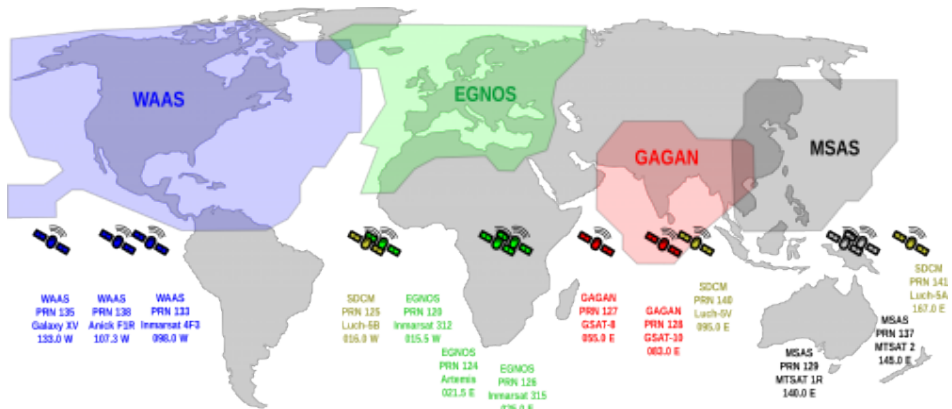 WAAS
EGNOS
GAGAN
MSAS
WAAS
PRN 135
Galaxy XV
133.0 W
WAAS
PRN 138
Anick F1R
107.3 W
WAAS
PRN 133
Inmarsat 4F3
098.0 W
SDCM
PRN 125
Luch-5B
016.0 W
EGNOS
PRN 120
Inmarsat 312
015.5 W
EGNOS
PRN 124
Artemis
021.5 E
EGNOS
PRN 126
Inmarsat 315
025.0 E
GAGAN
PRN 127
GSAT-8
055.0 E
GAGAN
PRN 128
GSAT-10
083.0 E
SDCM
PRN 140
Luch-5V
095.0 E
MSAS
PRN 129
MTSAT 1R
140.0 E
MSAS
PRN 137
MTSAT 2
145.0 E
SDCM
PRN 141
Luch-5A
167.0 E